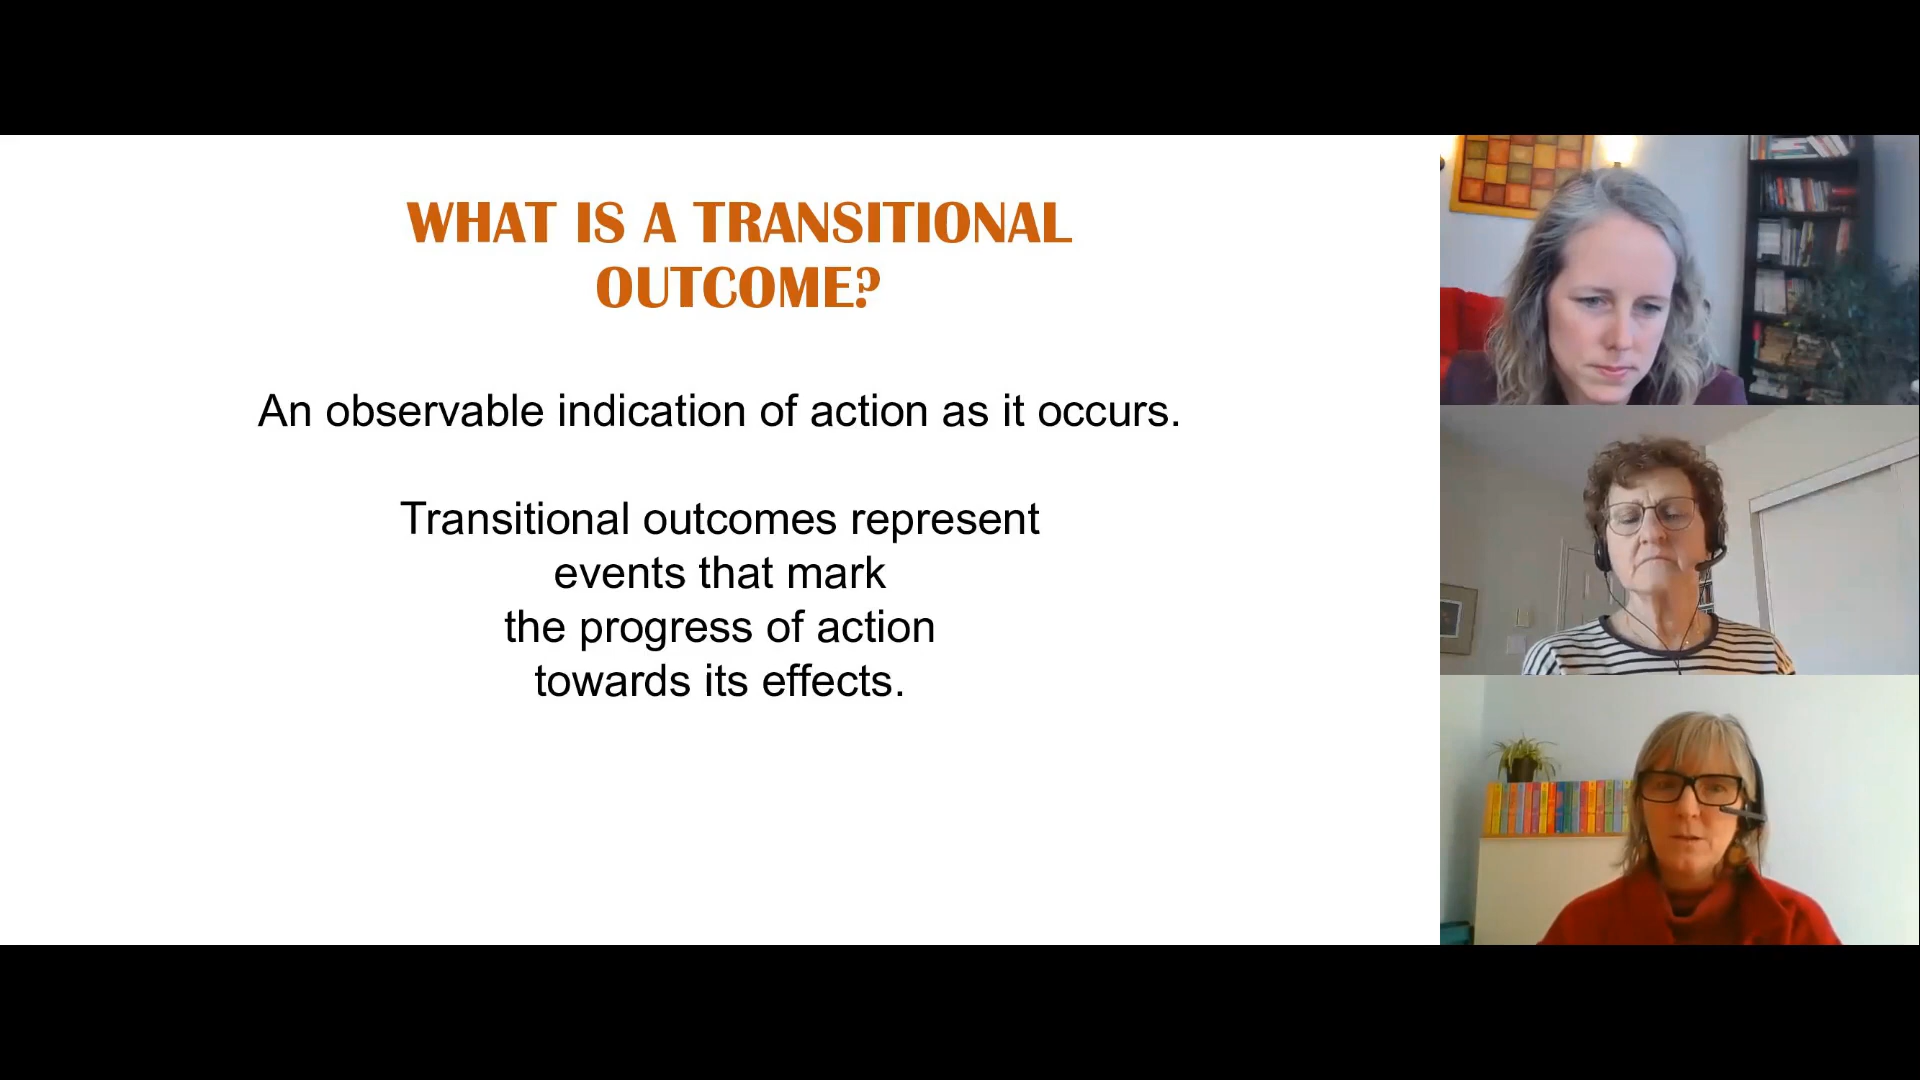 WHAT IS A TRANSITIONAL
OUTCOME?
An observable indication of action as it occurs.
Transitional outcomes represent
events that mark
the progress of action
towards its effects.